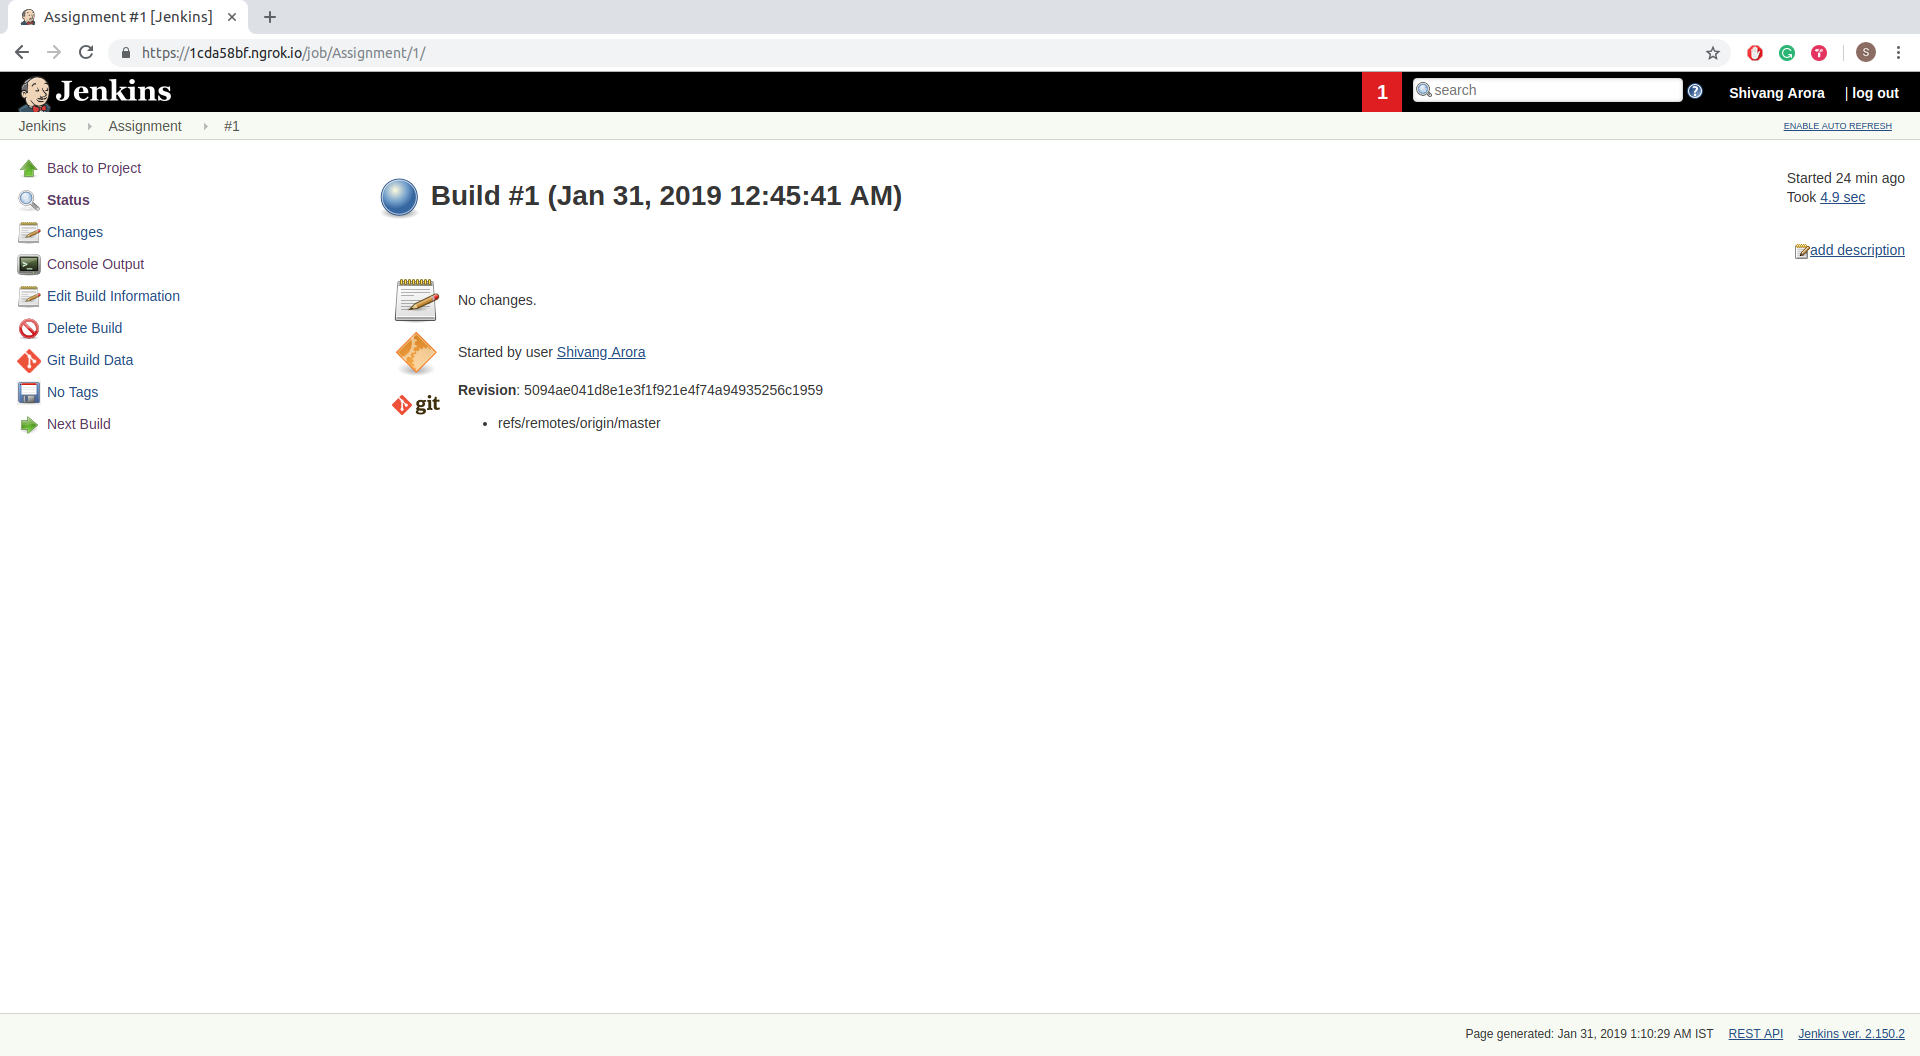 Assignment #1 [Jenkins]
https://1cda58bf.ngrok.io/job/Assignment/1/
S
Jenkins
1
search
?
Shivang Arora
| log out
Jenkins
Assignment
#1
ENABLE AUTO REFRESH
Back to Project
Status
Changes
Console Output
Edit Build Information
Delete Build
Git Build Data
No Tags
Next Build
Build #1 (Jan 31, 2019 12:45:41 AM)
Started 24 min ago
Took 4.9 sec
add description
No changes.
Started by user Shivang Arora
git
Revision: 5094ae041d8e1e3f1f921e4f74a94935256c1959
• refs/remotes/origin/master
Page generated: Jan 31, 2019 1:10:29 AM IST
REST API
Jenkins ver. 2.150.2